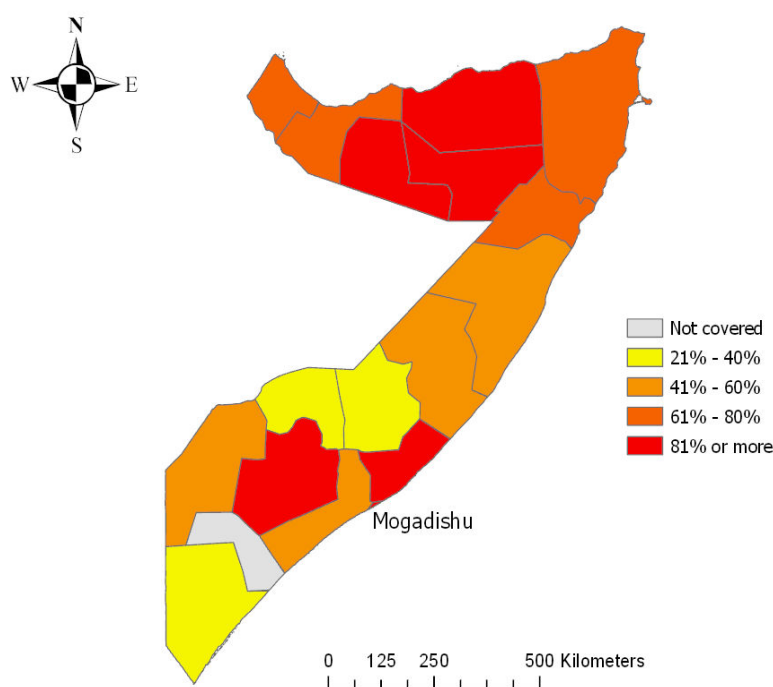 N
W E
S
Not covered
21% - 40%
41% - 60%
61% - 80%
81% or more
Mogadishu
0 125 250 500 Kilometers